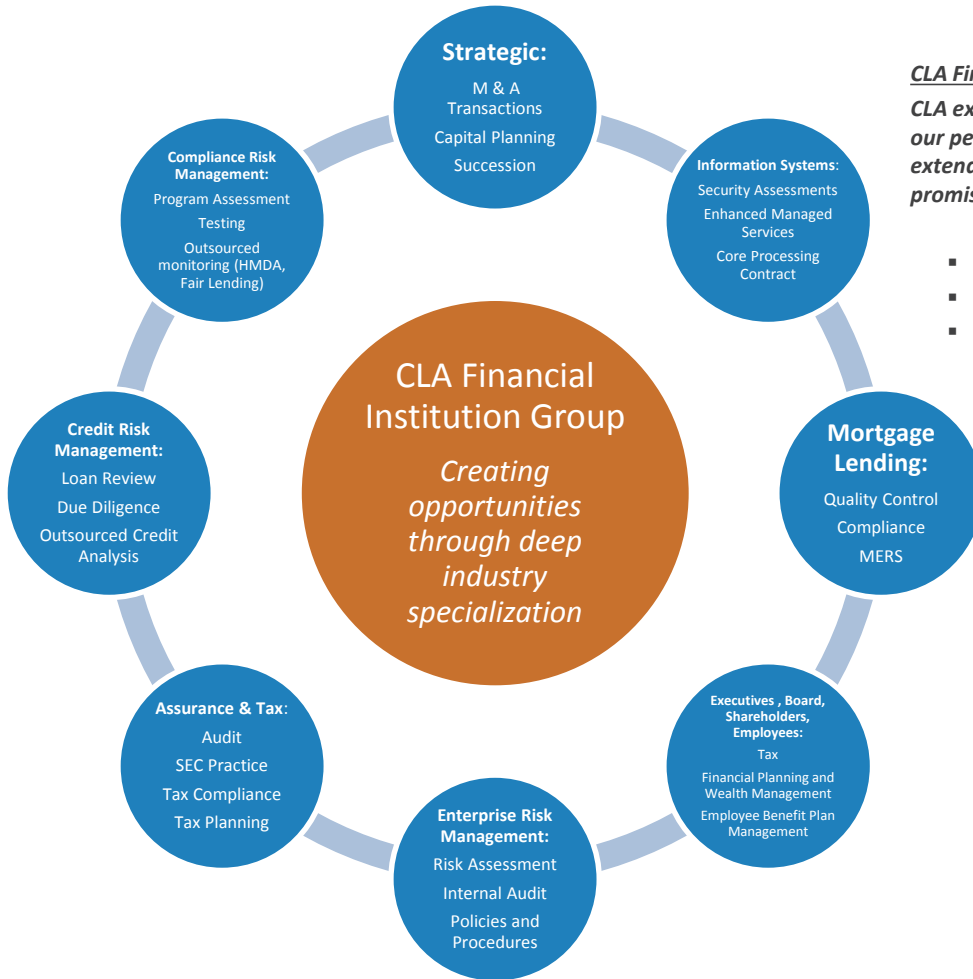 Strategic:
M & A
Transactions
Capital Planning
Succession
Information Systems:
Security Assessments
Enhanced Managed
Services
Core Processing
Contract
Mortgage
Lending:
Quality Control
Compliance
MERS
Executives , Board,
Shareholders,
Employees:
Tax
Financial Planning and
Wealth Management
Employee Benefit Plan
Management
Enterprise Risk
Management:
Risk Assessment
Internal Audit
Policies and
Procedures
Assurance & Tax:
Audit
SEC Practice
Tax Compliance
Tax Planning
Credit Risk
Management:
Loan Review
Due Diligence
Outsourced Credit
Analysis
Compliance Risk
Management:
Program Assessment
Testing
Outsourced
monitoring (HMDA,
Fair Lending)
CLA Financial
Institution Group
Creating
opportunities
through deep
industry
specialization
CLA
CLA
our